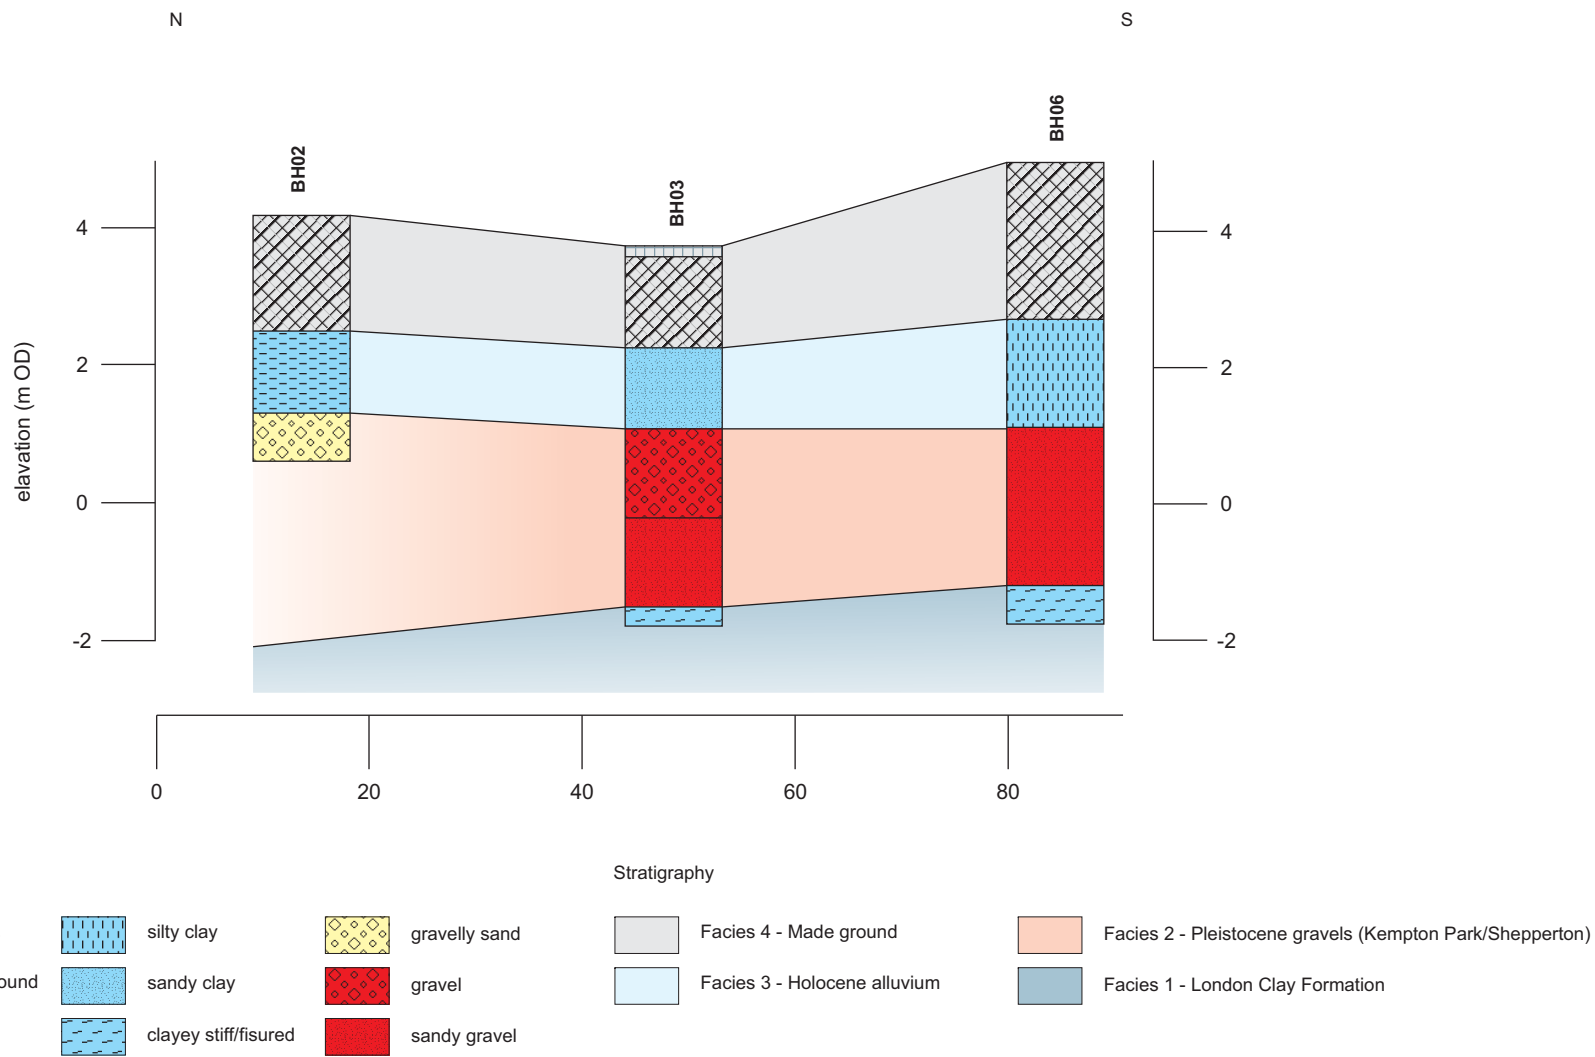 N
S
BH02
BH03
BH06
elavation (m OD)
4
2
0
-2
4
2
0
-2
0
20
40
60
80
Stratigraphy
silty clay
gravelly sand
Facies 4 - Made ground
Facies 2 - Pleistocene gravels (Kempton Park/Shepperton)
ound
sandy clay
gravel
Facies 3 - Holocene alluvium
Facies 1 - London Clay Formation
clayey stiff/fisured
sandy gravel